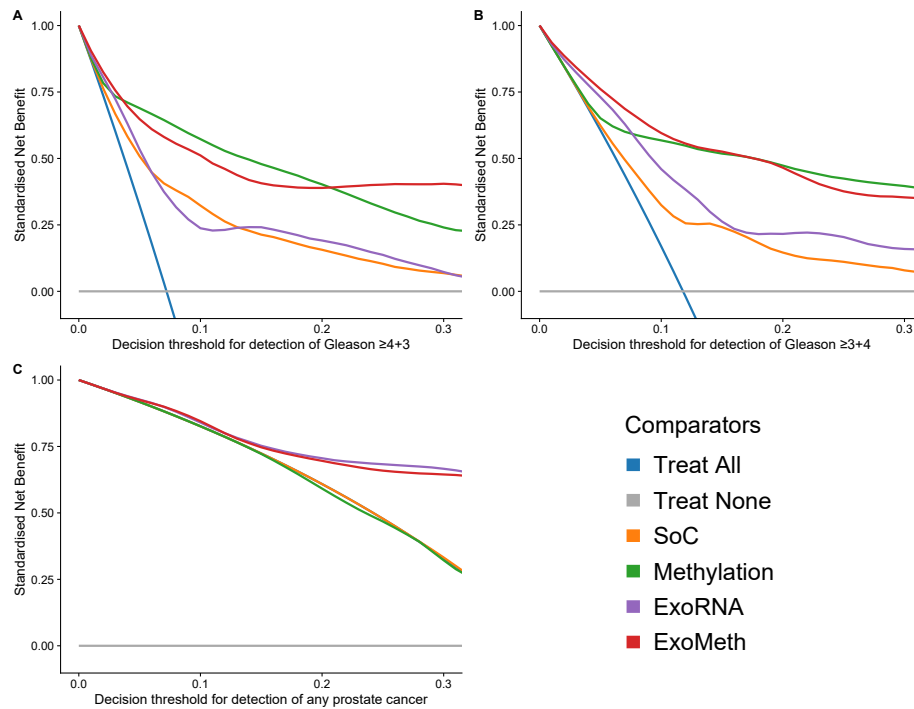 A
Standardised Net Benefit
1.00
0.75
0.50
0.25
0.00
0.0
0.1
0.2
0.3
Decision threshold for detection of Gleason ≥4+3
B
Standardised Net Benefit
1.00
0.75
0.50
0.25
0.00
0.0
0.1
0.2
0.3
Decision threshold for detection of Gleason ≥3+4
C
Standardised Net Benefit
1.00
0.75
0.50
0.25
0.00
0.0
0.1
0.2
0.3
Decision threshold for detection of any prostate cancer
Comparators
Treat All
Treat None
SoC
Methylation
ExoRNA
ExoMeth